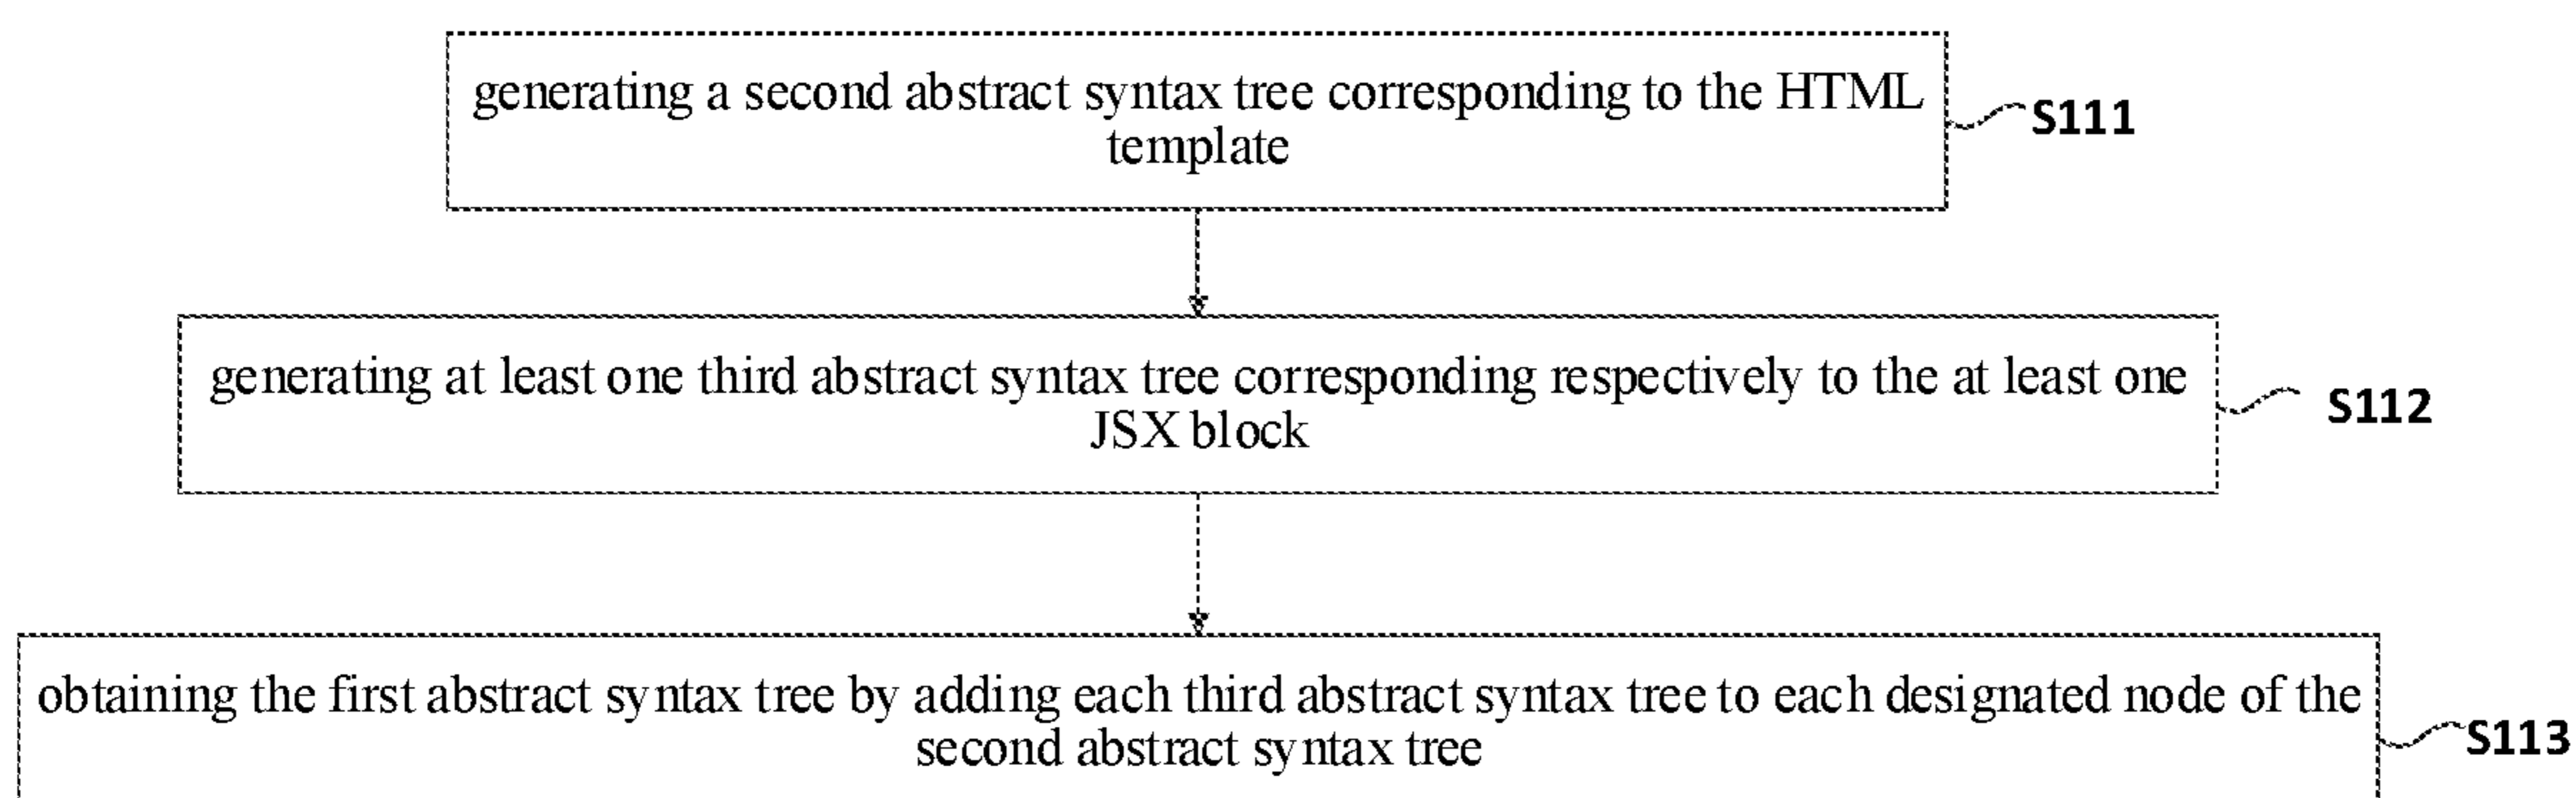 generating a second abstract syntax tree corresponding to the HTML
template
S111
generating at least one third abstract syntax tree corresponding respectively to the at least one
JSX block
S112
obtaining the first abstract syntax tree by adding each third abstract syntax tree to each designated node of the
second abstract syntax tree
S113